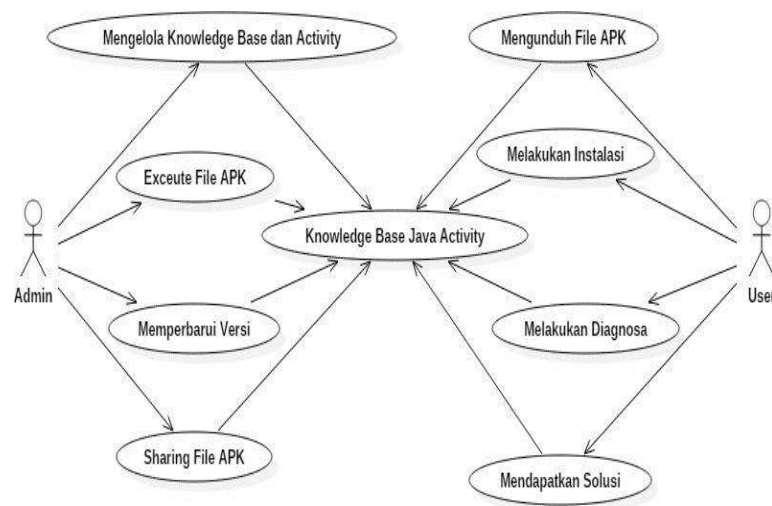 Mengelola Knowledge Base dan Activity
Mengunduh File APK
Melakukan Instalasi
Exceute File APK
Knowledge Base Java Activity
Admin
User
Memperbarui Versi
Melakukan Diagnosa
Sharing File APK
Mendapatkan Solusi